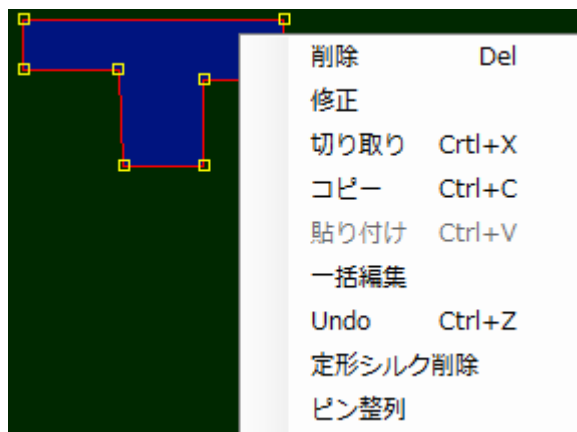 削除 Del
修正
切り取り Crtl+X
コピー Ctrl+C
貼り付け Ctrl+V
一括編集
Undo Ctrl+Z
定形シルク削除
ピン整列